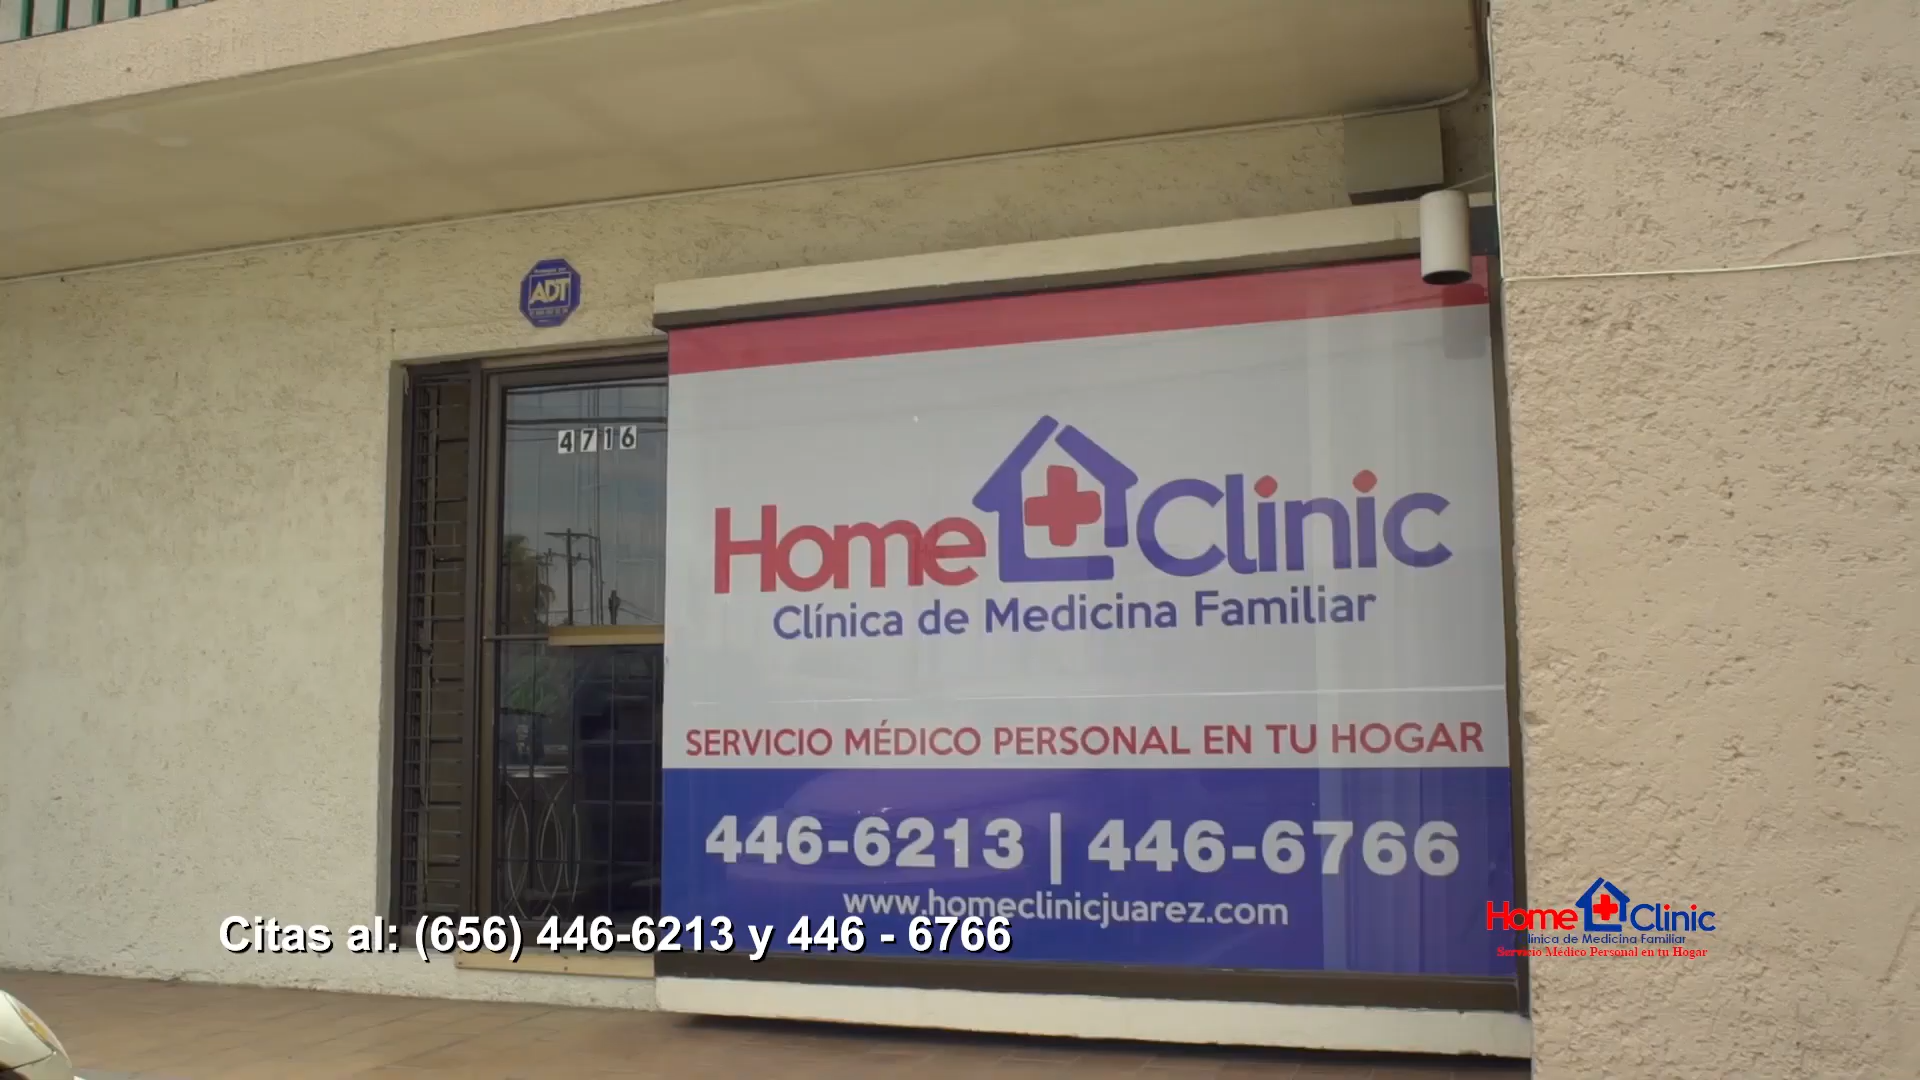 ADT
4716
Home Clinic
Clínica de Medicina Familiar
SERVICIO MÉDICO PERSONAL EN TU HOGAR
446-6213 | 446-6766
www.homeclinicjuarez.com
Citas al: (656) 446-6213 y 446 - 6766
Home Clinic
línica de Medicina Familiar
Servicio Médico Personal en tu Hogar